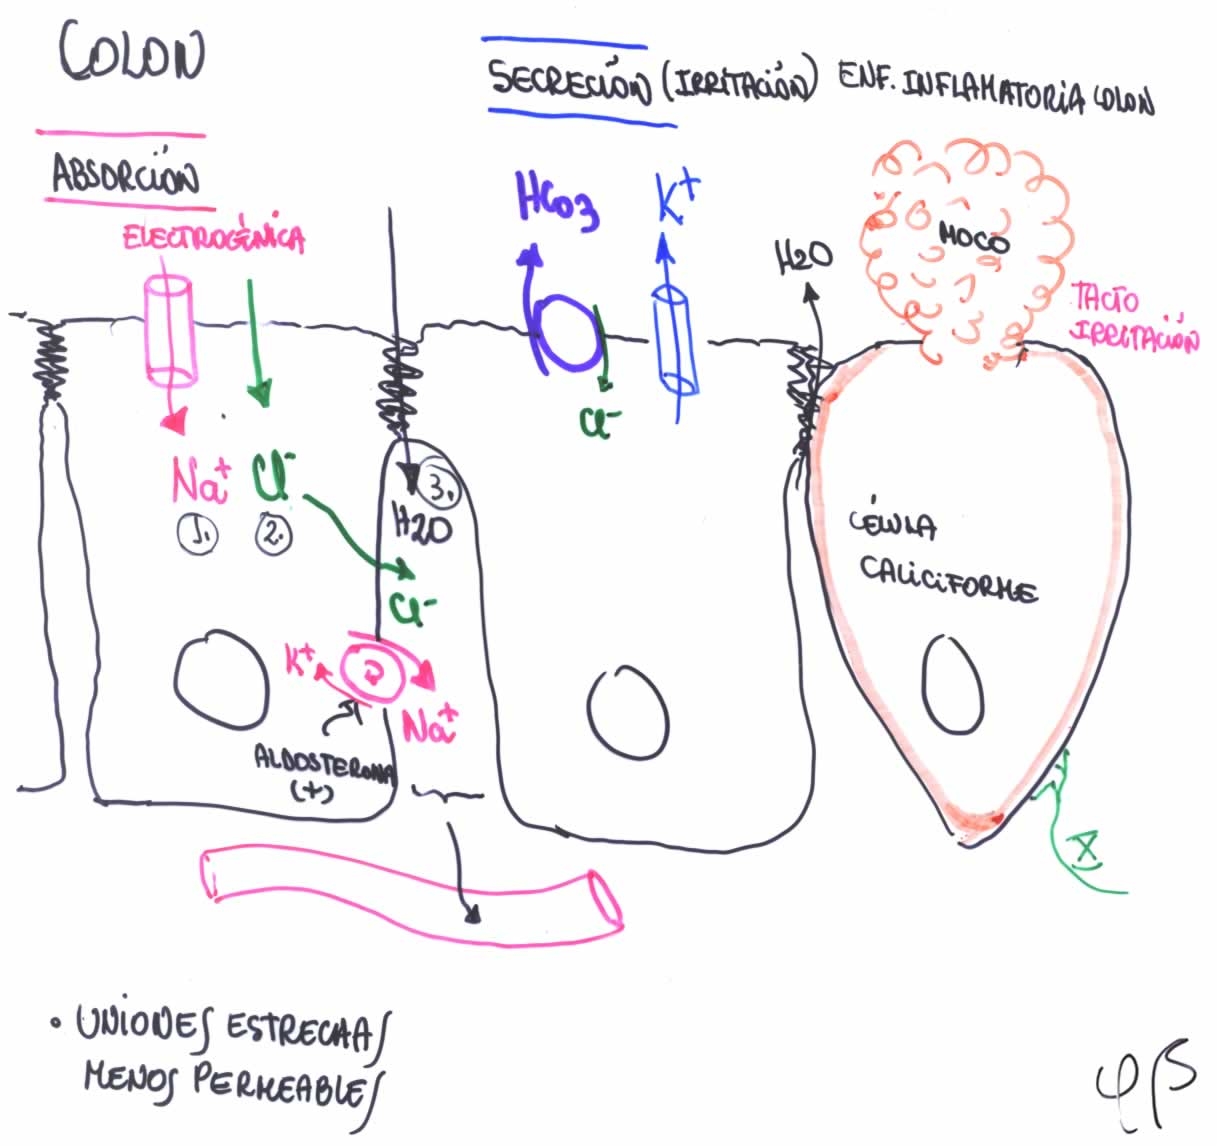 COLON
SECRECIÓN (IRRITACIÓN) ENF. INFLAMATORIA COLON
ABSORCIÓN
ELECTROGÉNICA
HCO3
K+
H2O
MOCO
TACTO
IRRITACIÓN
Cl-
Na+ Cl-
1. 2.
3.
H2O
Cl-
CÉLULA
CALICIFORME
K+
Na+
ALDOSTERONA
(+)
X
• UNIONES ESTRECHAS
MENOS PERMEABLES